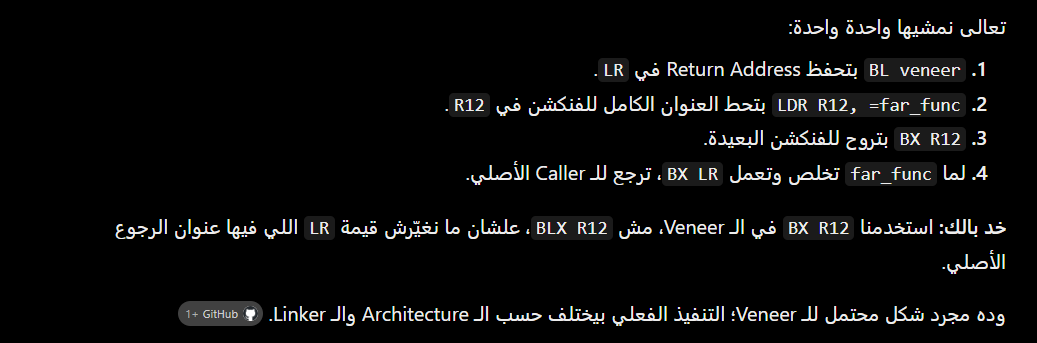 تعالى نمشيها واحدة واحدة:
1. BL veneer بتحفظ Return Address في LR.
2. LDR R12, =far_func بتحط العنوان الكامل للفنكشن في R12.
3. BX R12 بتروح للفنكشن البعيدة.
4. لما far_func تخلص وتعمل BX LR، ترجع للـ Caller الأصلي.
خد بالك: استخدمنا BX R12 في الـ Veneer، مش BLX R12، علشان ما نغيّرش قيمة LR اللي فيها عنوان الرجوع
الأصلي.
وده مجرد شكل محتمل للـ Veneer؛ التنفيذ الفعلي بيختلف حسب الـ Architecture والـ Linker. GitHub +1